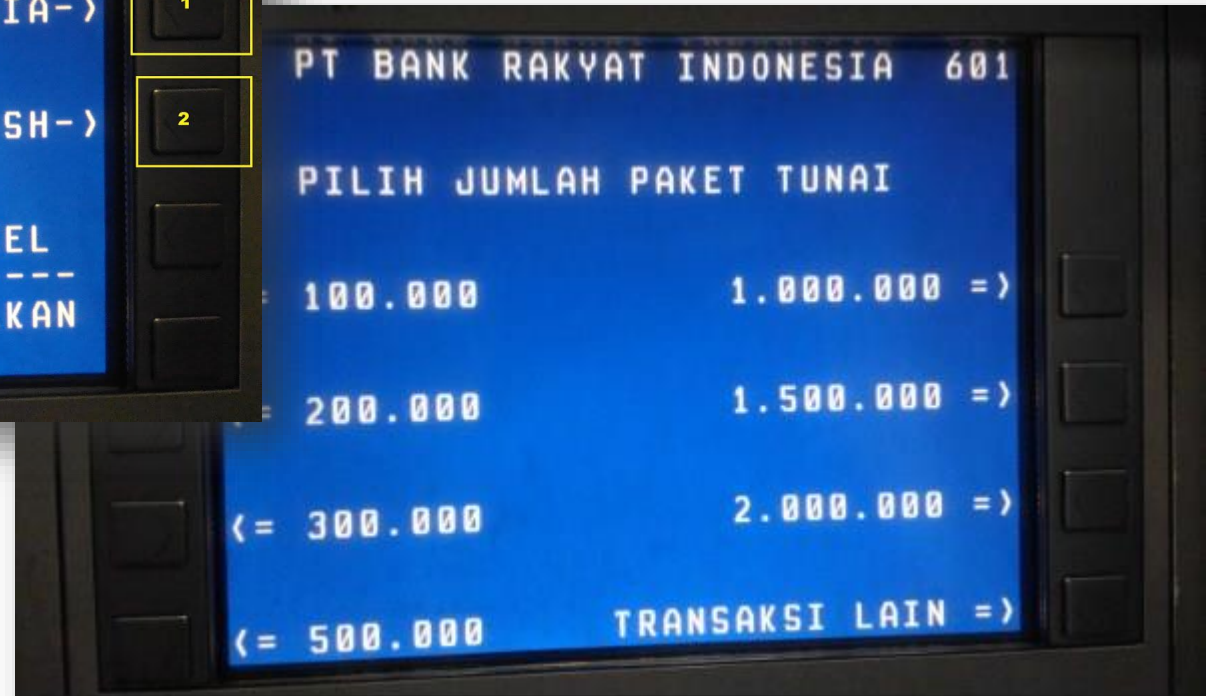 IA->
1
SH->
2
EL
---
KAN
PT BANK RAKYAT INDONESIA 601
PILIH JUMLAH PAKET TUNAI
= 100.000 1.000.000 =>
<= 200.000 1.500.000 =>
<= 300.000 2.000.000 =>
<= 500.000 TRANSAKSI LAIN =>